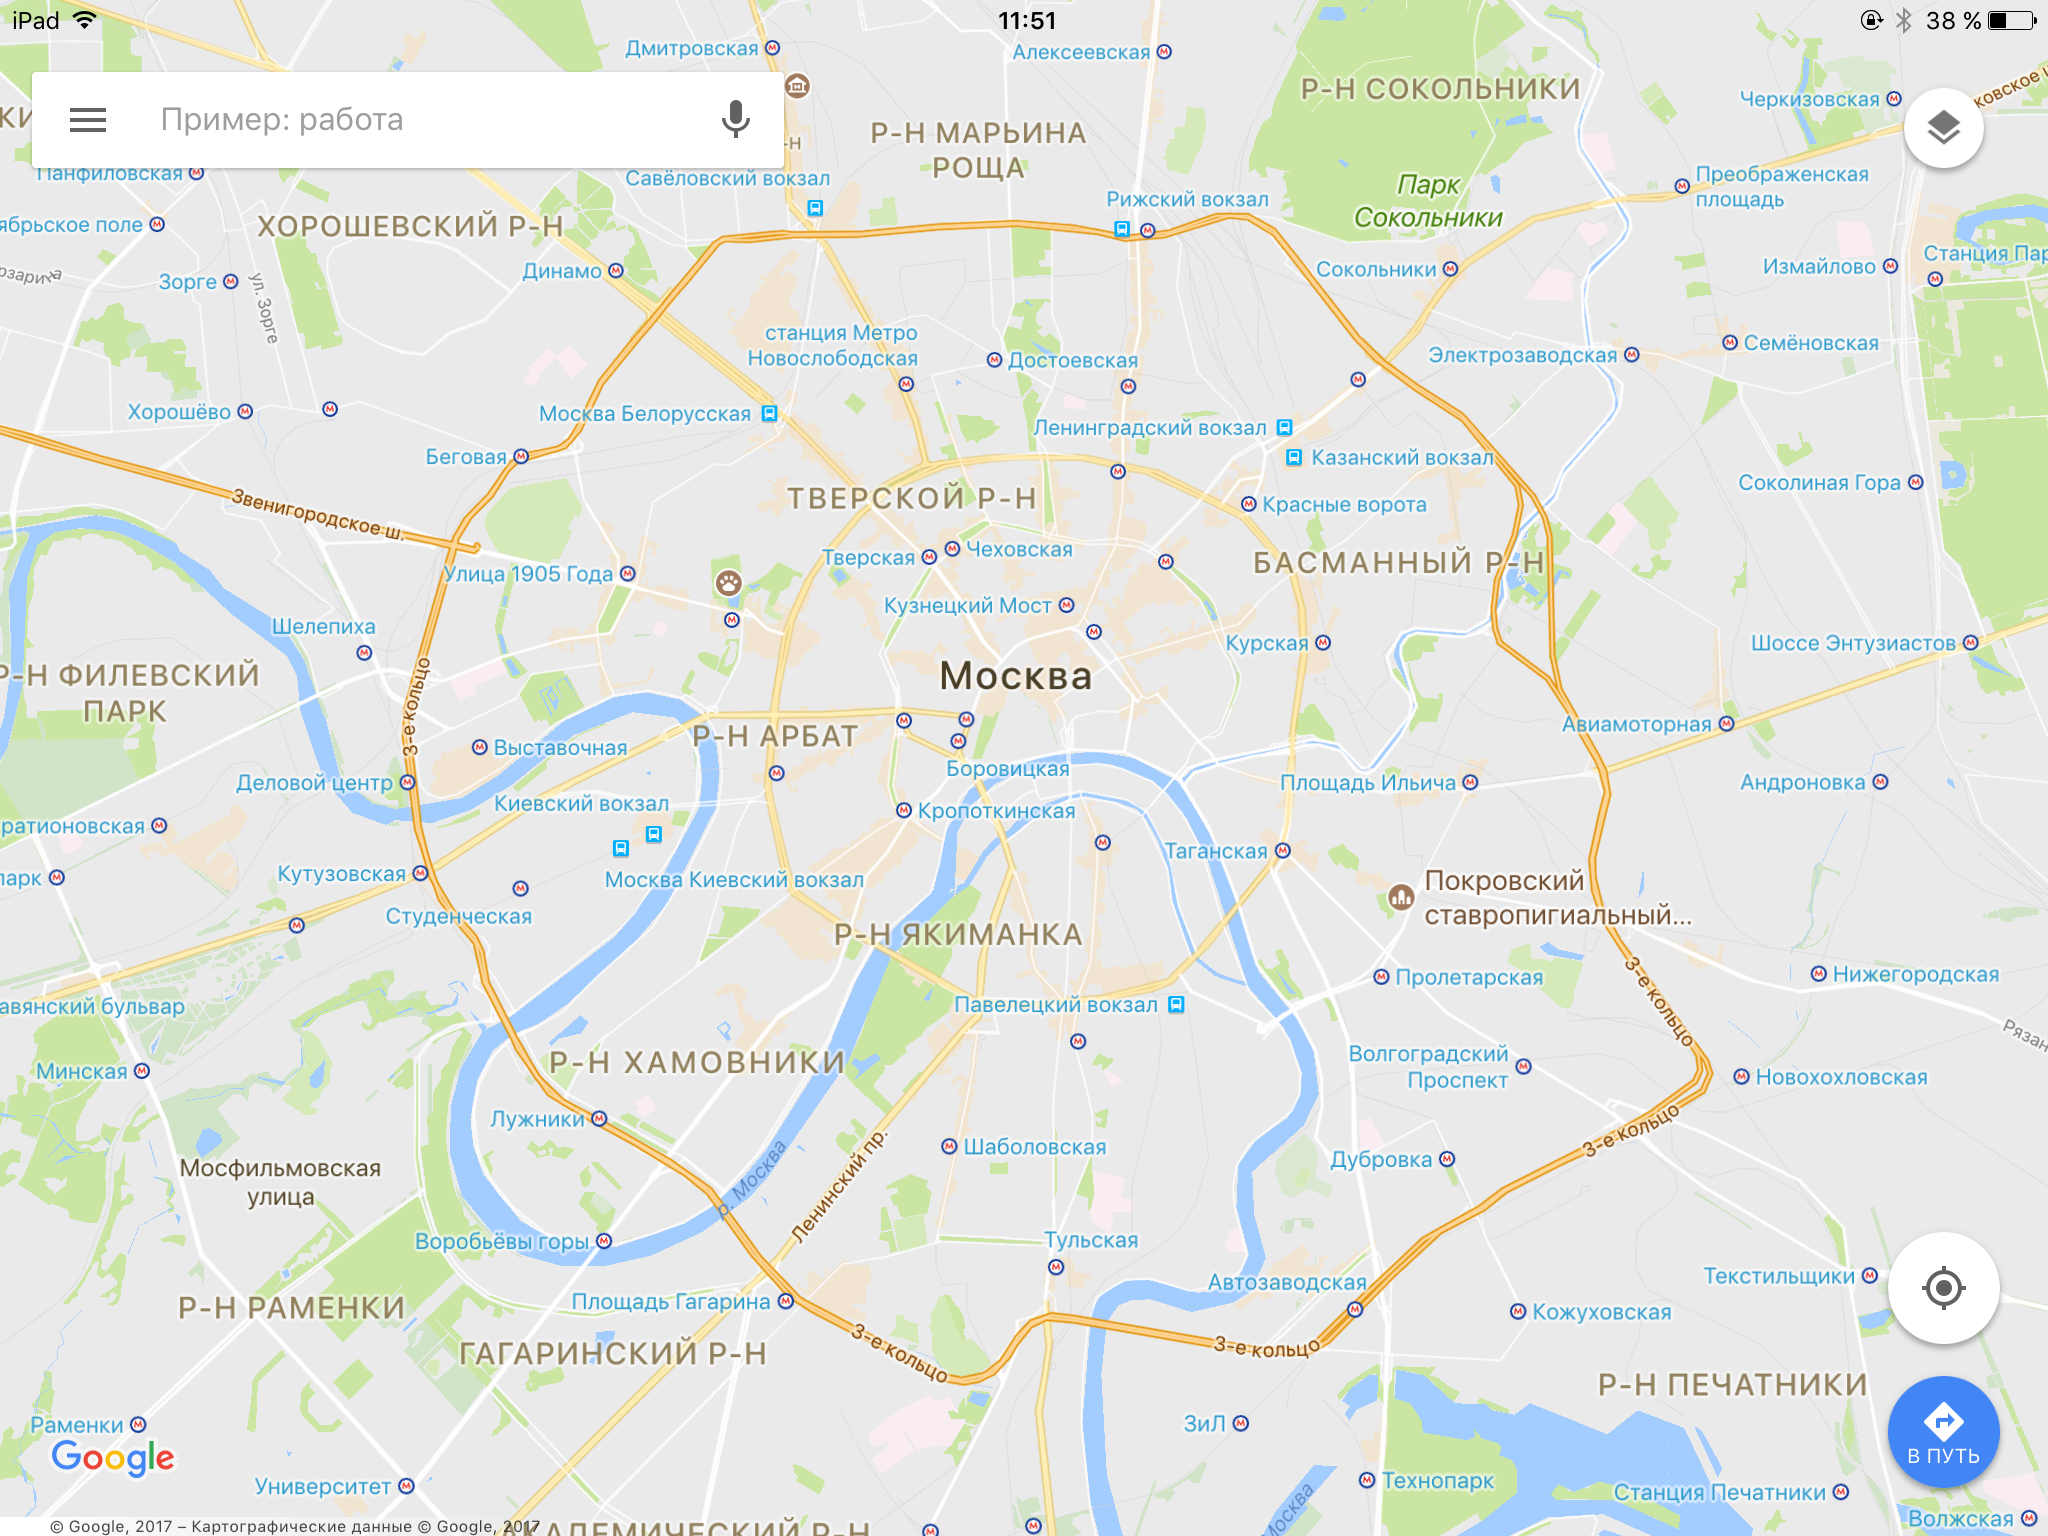 iPad
11:51
38 %
Дмитровская
Алексеевская
Р-Н СОКОЛЬНИКИ
Черкизовская
Пример: работа
Р-Н МАРЬИНА
РОЩА
Панфиловская
Савёловский вокзал
Преображенская
площадь
Парк
Сокольники
Рижский вокзал
ябрьское поле
ХОРОШЕВСКИЙ Р-Н
Зорге
ул. Зорге
Динамо
Сокольники
Измайлово
Станция Пар
станция Метро
Новослободская
Достоевская
Электрозаводская
Семёновская
Хорошёво
Москва Белорусская
Ленинградский вокзал
Беговая
Казанский вокзал
Соколиная Гора
Звенигородское ш.
ТВЕРСКОЙ Р-Н
Красные ворота
Тверская
Чеховская
БАСМАННЫЙ Р-Н
Улица 1905 Года
Кузнецкий Мост
Шелепиха
Курская
Шоссе Энтузиастов
Р-Н ФИЛЕВСКИЙ
ПАРК
3-е кольцо
Москва
Р-Н АРБАТ
Авиамоторная
Выставочная
Боровицкая
Деловой центр
Площадь Ильича
Андроновка
Киевский вокзал
Кропоткинская
ратионовская
Таганская
Кутузовская
Москва Киевский вокзал
Покровский
ставропигиальный...
парк
Студенческая
Р-Н ЯКИМАНКА
3-е кольцо
Пролетарская
Нижегородская
авянский бульвар
Павелецкий вокзал
Рязан
Минская
Р-Н ХАМОВНИКИ
Волгоградский
Проспект
Новохохловская
Лужники
3-е кольцо
Шаболовская
Дубровка
Мосфильмовская
улица
р. Москва
Ленинский пр.
Воробьёвы горы
Тульская
Автозаводская
Текстильщики
Р-Н РАМЕНКИ
Площадь Гагарина
Кожуховская
ГАГАРИНСКИЙ Р-Н
3-е кольцо
3-е кольцо
Р-Н ПЕЧАТНИКИ
Раменки
ЗиЛ
Google
В ПУТЬ
Университет
Технопарк
Станция Печатники
Москва
Волжская
© Google, 2017 – Картографические данные © Google, 2017
АДЕМИЧЕСКИЙ Р-Н